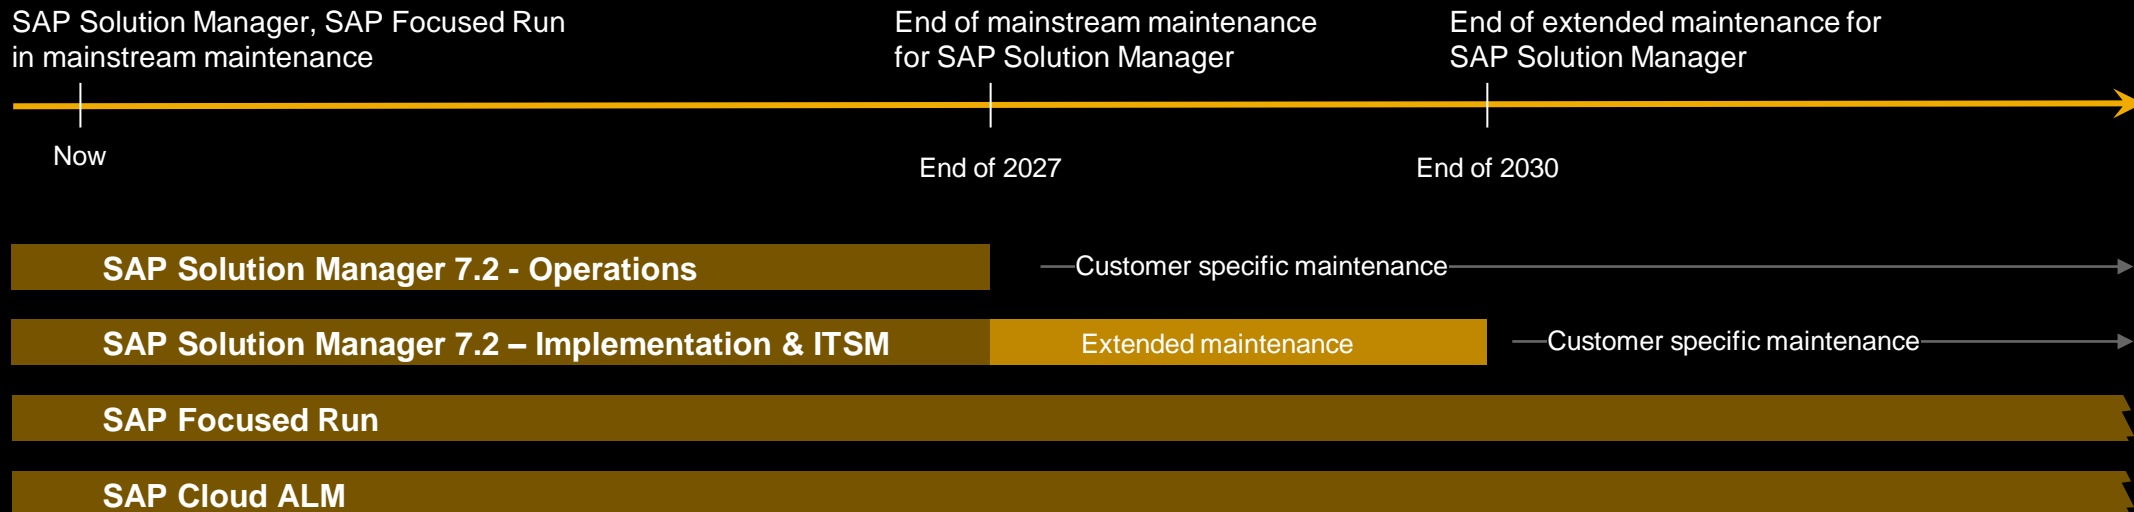 SAP Solution Manager, SAP Focused Run
in mainstream maintenance
End of mainstream maintenance
for SAP Solution Manager
End of extended maintenance for
SAP Solution Manager
Now
End of 2027
End of 2030
SAP Solution Manager 7.2 - Operations
Customer specific maintenance
SAP Solution Manager 7.2 – Implementation & ITSM
Extended maintenance
Customer specific maintenance
SAP Focused Run
SAP Cloud ALM